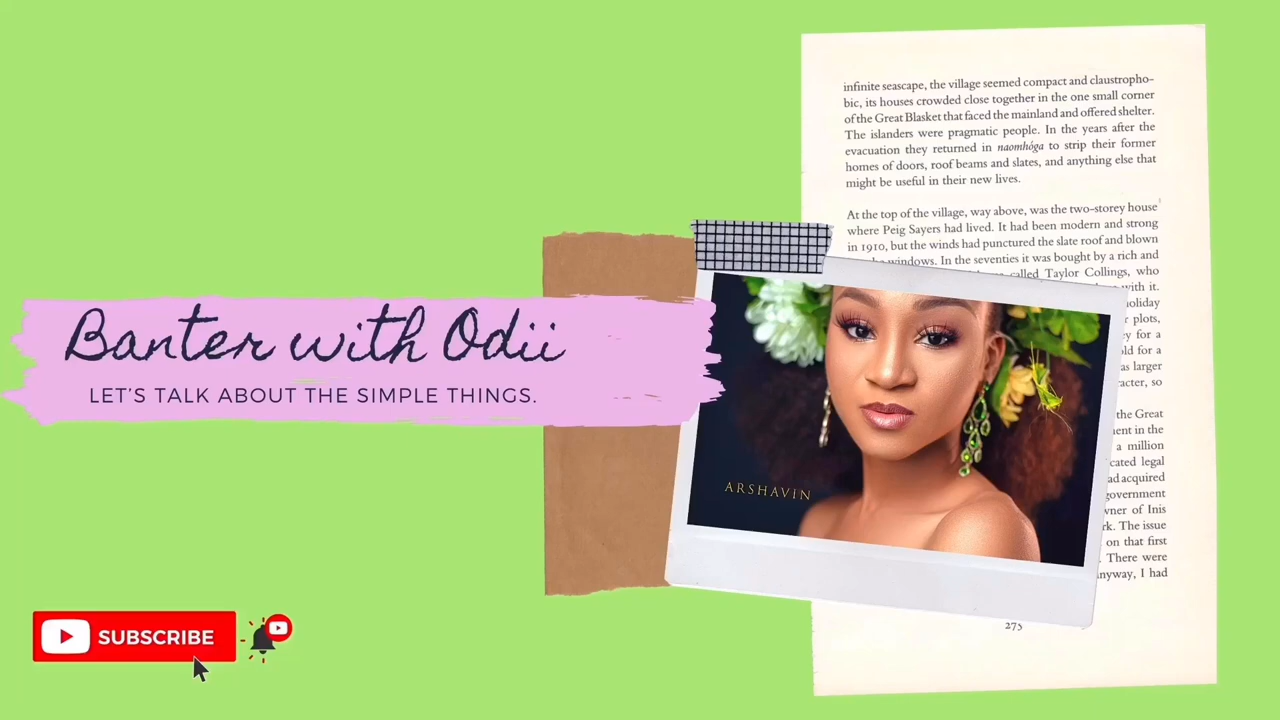 Banter with Odii
LET'S TALK ABOUT THE SIMPLE THINGS.
SUBSCRIBE
ARSHAVIN
infinite seascape, the village seemed compact and claustropho-
bic, its houses crowded close together in the one small corner
of the Great Blasket that faced the mainland and offered shelter.
The islanders were pragmatic people. In the years after the
evacuation they returned in naomhóga to strip their former
homes of doors, roof beams and slates, and anything else that
might be useful in their new lives.
At the top of the village, way above, was the two-storey house
where Peig Sayers had lived. It had been modern and strong
in 1910, but the winds had punctured the slate roof and blown
windows. In the seventies it was bought by a rich and
called Taylor Collings, who
with it.
plots,
for a
for a
as larger
so
the Great
in the
a million
legal
acquired
of Inis
The issue
on that first
There were
I had
275